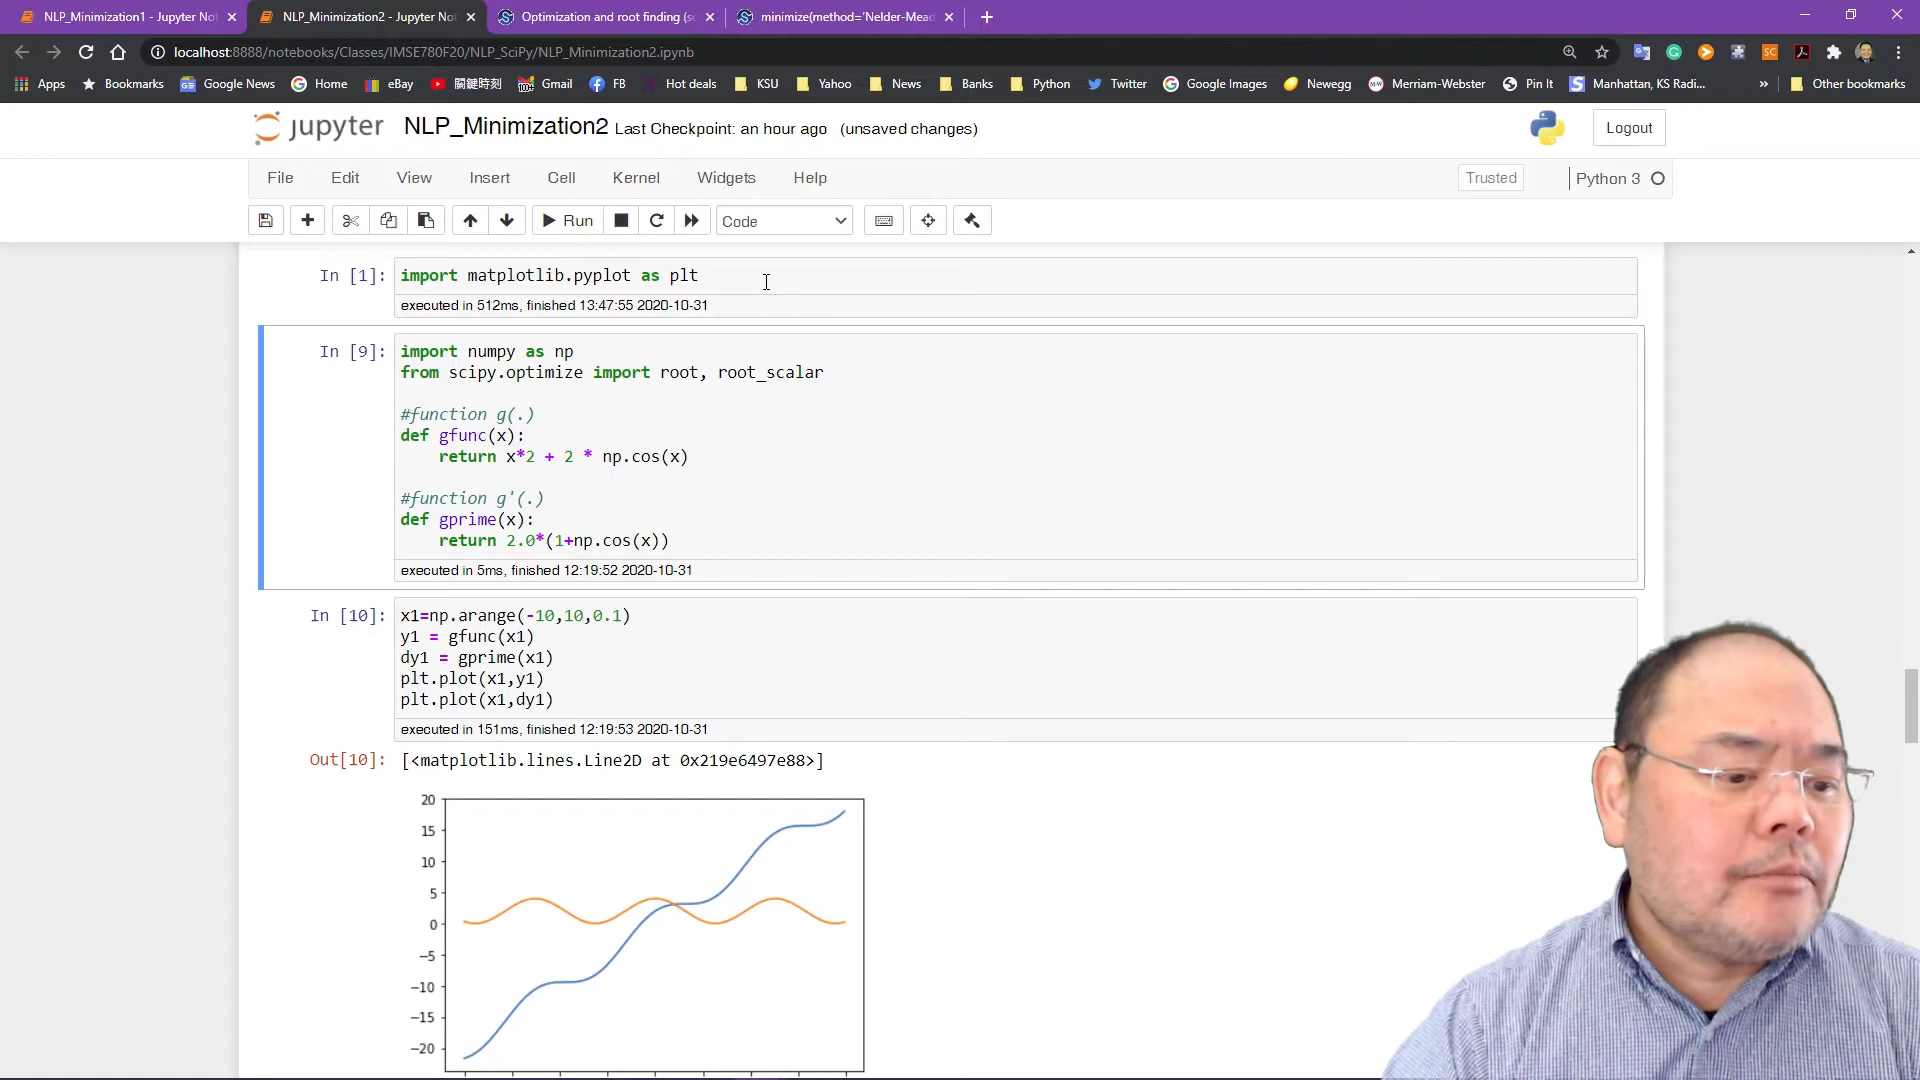 NLP_Minimization1 - Jupyter Not
NLP_Minimization2 - Jupyter Not
Optimization and root finding (sc
minimize(method='Nelder-Mead
localhost:8888/notebooks/Classes/IMSE780F20/NLP_SciPy/NLP_Minimization2.ipynb
Apps Bookmarks Google News Home eBay 關鍵時刻 Gmail FB Hot deals KSU Yahoo News Banks Python Twitter Google Images Newegg Merriam-Webster Pin It Manhattan, KS Radi... » Other bookmarks
jupyter NLP_Minimization2 Last Checkpoint: an hour ago (unsaved changes) Logout
File Edit View Insert Cell Kernel Widgets Help Trusted Python 3
Run Code
In [1]: import matplotlib.pyplot as plt
executed in 512ms, finished 13:47:55 2020-10-31
In [9]: import numpy as np
from scipy.optimize import root, root_scalar
#function g(.)
def gfunc(x):
return x*2 + 2 * np.cos(x)
#function g'(.)
def gprime(x):
return 2.0*(1+np.cos(x))
executed in 5ms, finished 12:19:52 2020-10-31
In [10]: x1=np.arange(-10,10,0.1)
y1 = gfunc(x1)
dy1 = gprime(x1)
plt.plot(x1,y1)
plt.plot(x1,dy1)
executed in 151ms, finished 12:19:53 2020-10-31
Out[10]: [<matplotlib.lines.Line2D at 0x219e6497e88>]
20
15
10
5
0
−5
−10
−15
−20